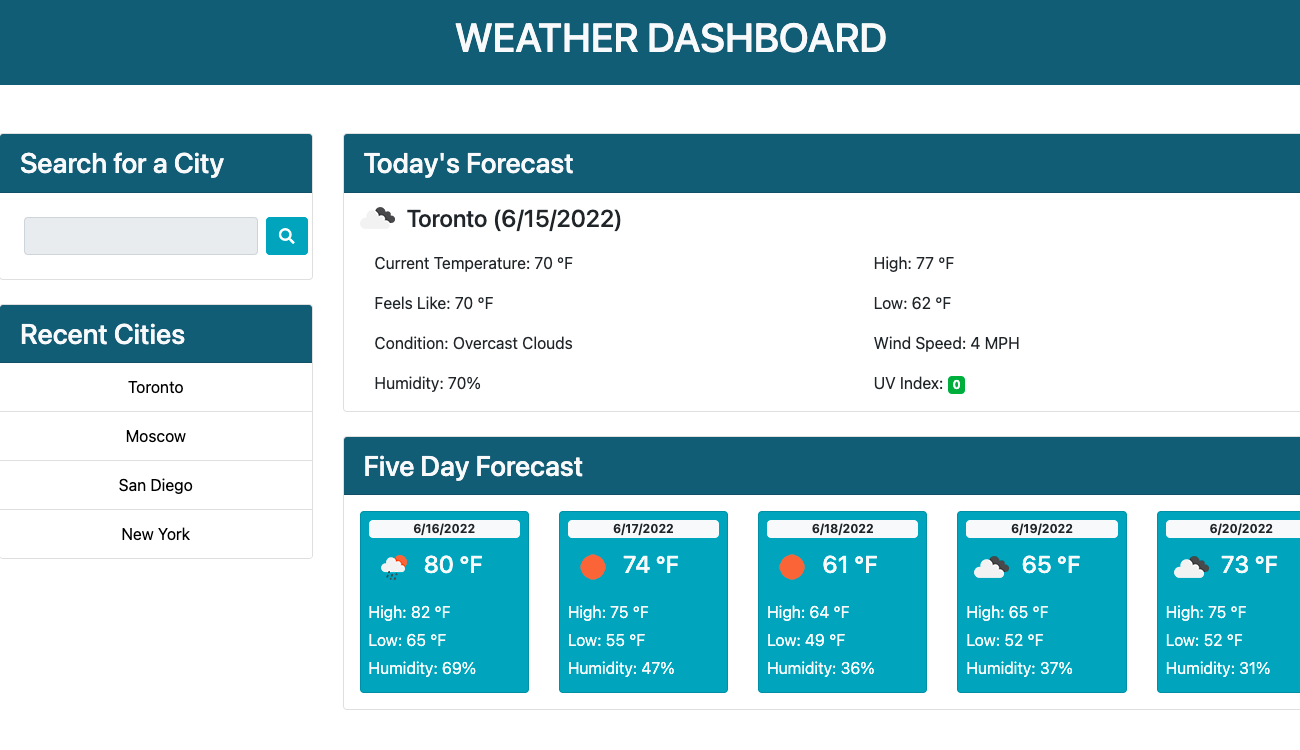 WEATHER DASHBOARD
Search for a City
Recent Cities
Toronto
Moscow
San Diego
New York
Today's Forecast
Toronto (6/15/2022)
Current Temperature: 70 °F
High: 77 °F
Feels Like: 70 °F
Low: 62 °F
Condition: Overcast Clouds
Wind Speed: 4 MPH
Humidity: 70%
UV Index: 0
Five Day Forecast
6/16/2022
80 °F
High: 82 °F
Low: 65 °F
Humidity: 69%
6/17/2022
74 °F
High: 75 °F
Low: 55 °F
Humidity: 47%
6/18/2022
61 °F
High: 64 °F
Low: 49 °F
Humidity: 36%
6/19/2022
65 °F
High: 65 °F
Low: 52 °F
Humidity: 37%
6/20/2022
73 °F
High: 75 °F
Low: 52 °F
Humidity: 31%